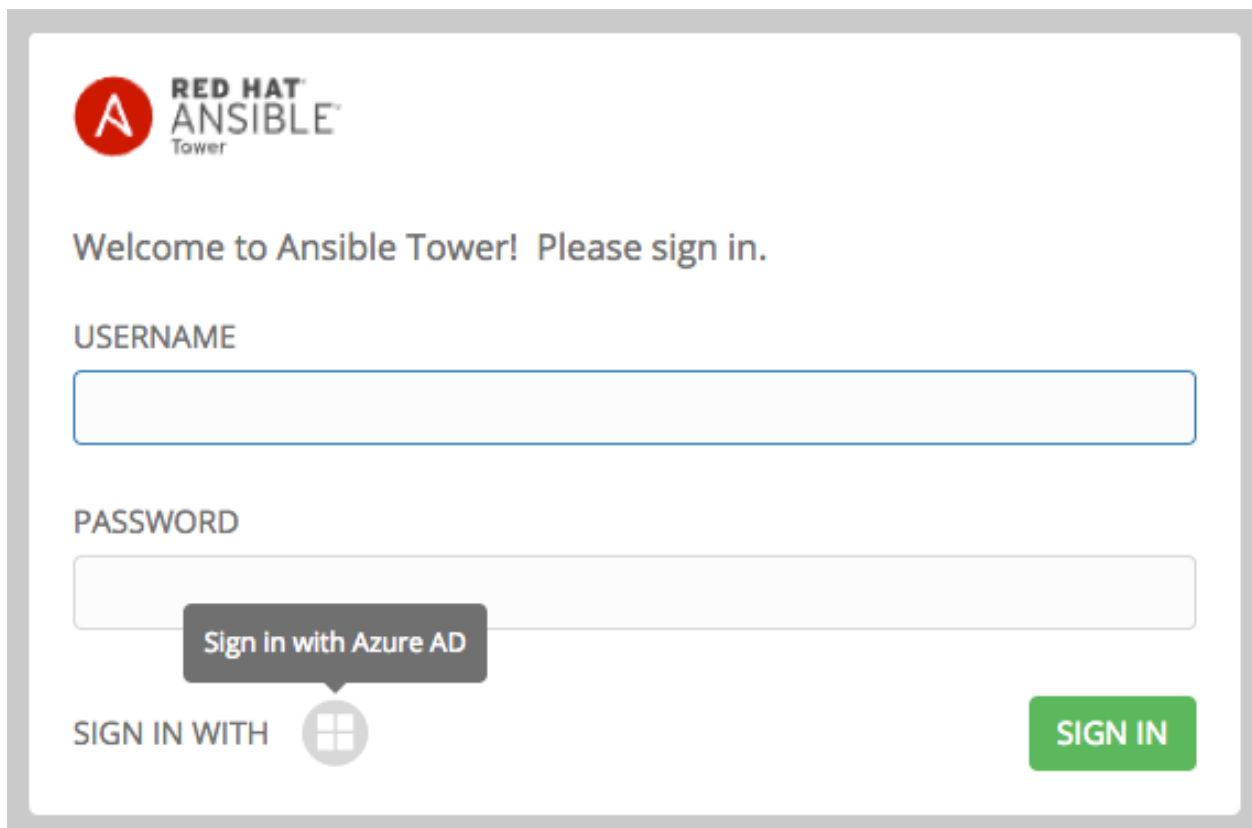 RED HAT
ANSIBLE
Tower
Welcome to Ansible Tower! Please sign in.
USERNAME
PASSWORD
Sign in with Azure AD
SIGN IN WITH
SIGN IN